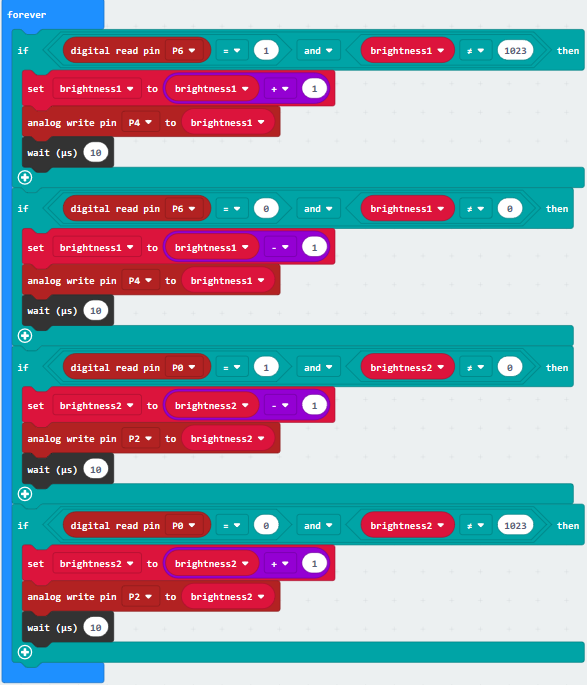 forever
if digital read pin P6 = 1 and brightness1 ≠ 1023 then
set brightness1 to brightness1 + 1
analog write pin P4 to brightness1
wait (µs) 10
if digital read pin P6 = 0 and brightness1 ≠ 0 then
set brightness1 to brightness1 - 1
analog write pin P4 to brightness1
wait (µs) 10
if digital read pin P0 = 1 and brightness2 ≠ 0 then
set brightness2 to brightness2 - 1
analog write pin P2 to brightness2
wait (µs) 10
if digital read pin P0 = 0 and brightness2 ≠ 1023 then
set brightness2 to brightness2 + 1
analog write pin P2 to brightness2
wait (µs) 10